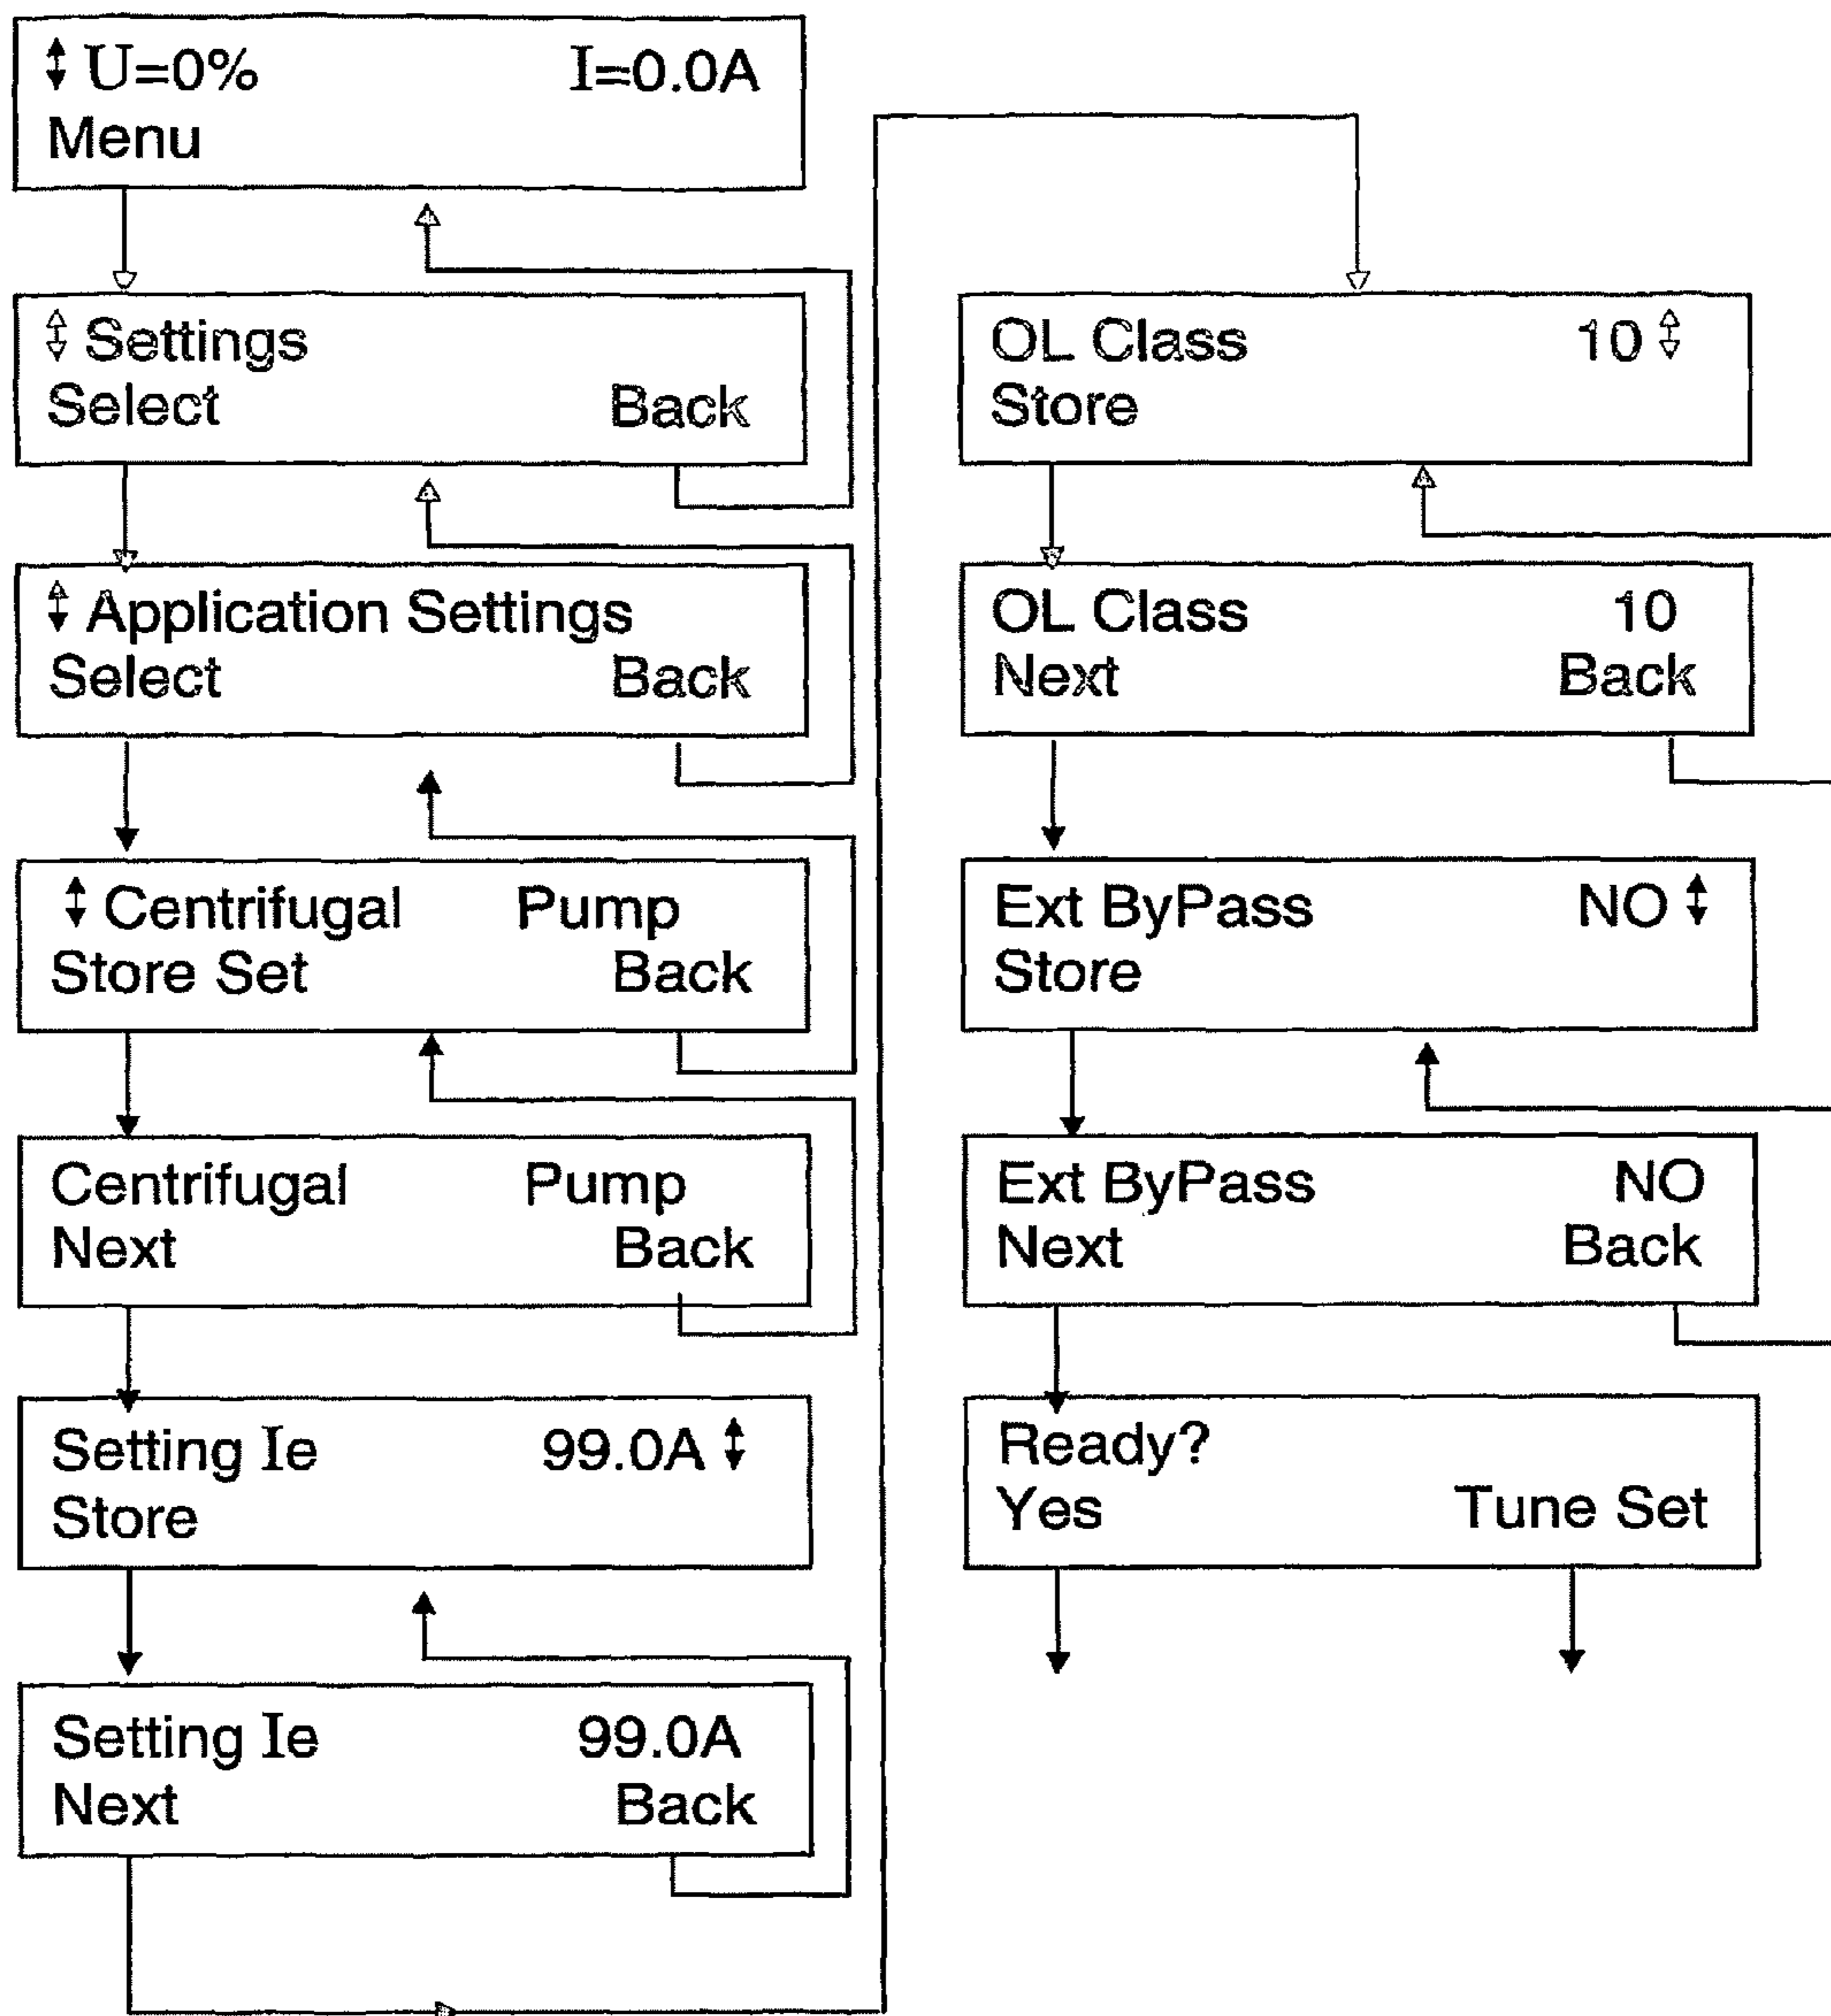 ↕ U=0% I=0.0A
Menu
↕ Settings
Select Back
↕ Application Settings
Select Back
↕ Centrifugal Pump
Store Set Back
Centrifugal Pump
Next Back
Setting Ie 99.0A ↕
Store
Setting Ie 99.0A
Next Back
OL Class 10 ↕
Store
OL Class 10
Next Back
Ext ByPass NO ↕
Store
Ext ByPass NO
Next Back
Ready?
Yes Tune Set